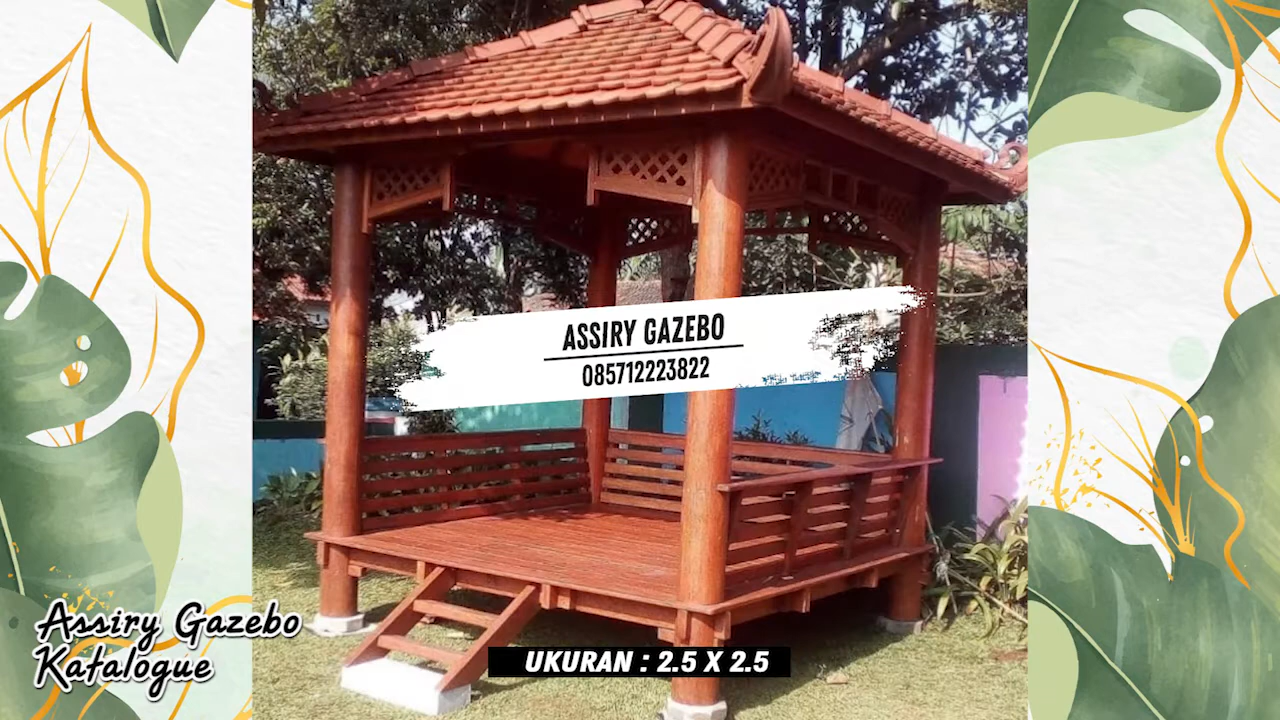 ASSIRY GAZEBO
085712223822
Assiry Gazebo
Katalogue
UKURAN : 2.5 X 2.5